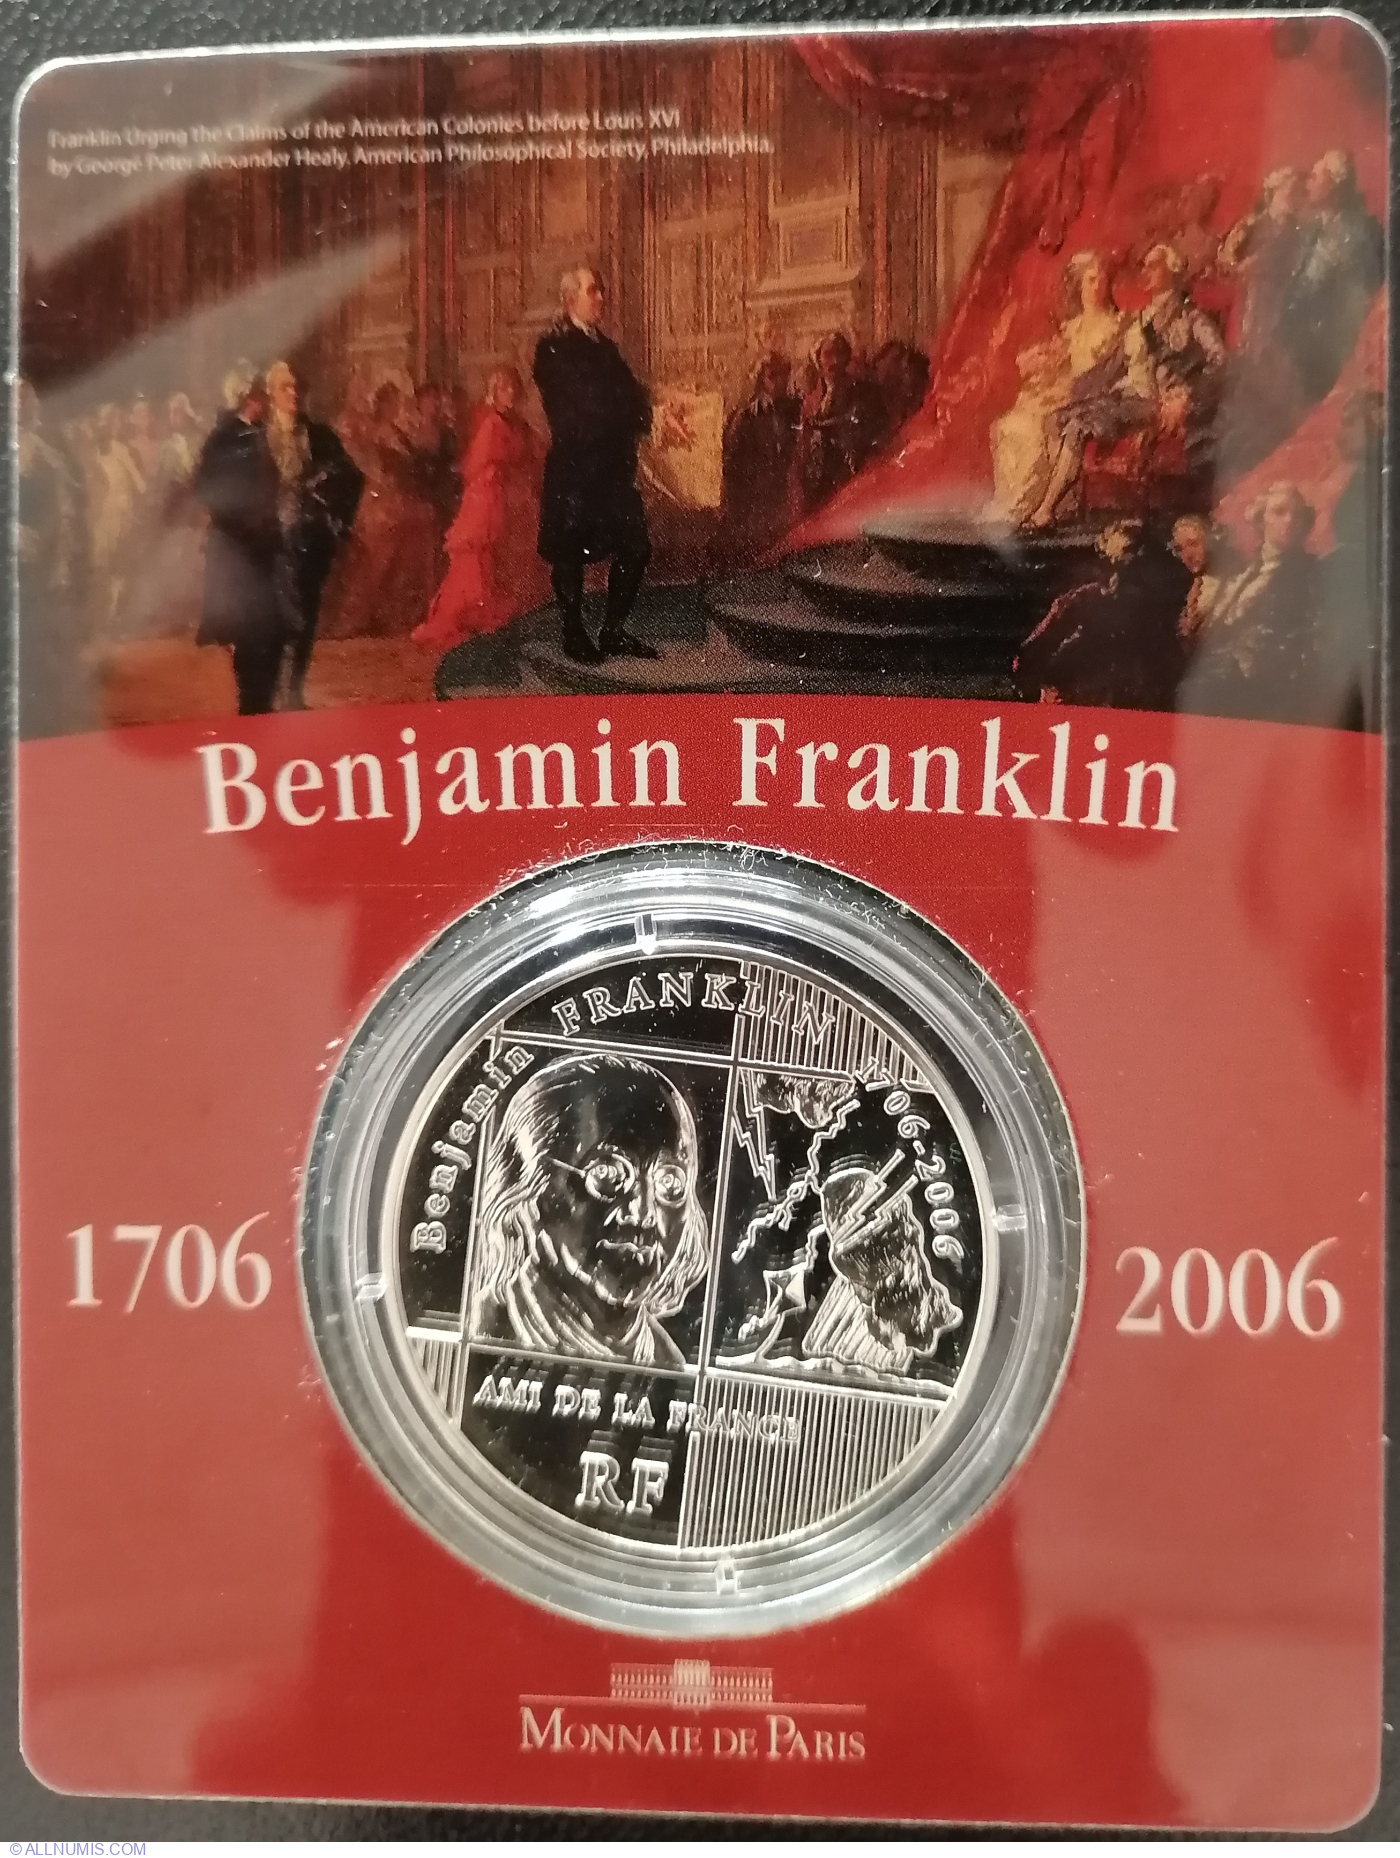 Franklin Urging the Claims of the American Colonies before Louis XVI
by George Peter Alexander Healy, American Philosophical Society, Philadelphia.
Benjamin Franklin
Benjamin FRANKLIN 1706-2006
1706
2006
AMI DE LA FRANCE
RF
MONNAIE DE PARIS
© ALLNUMIS.COM